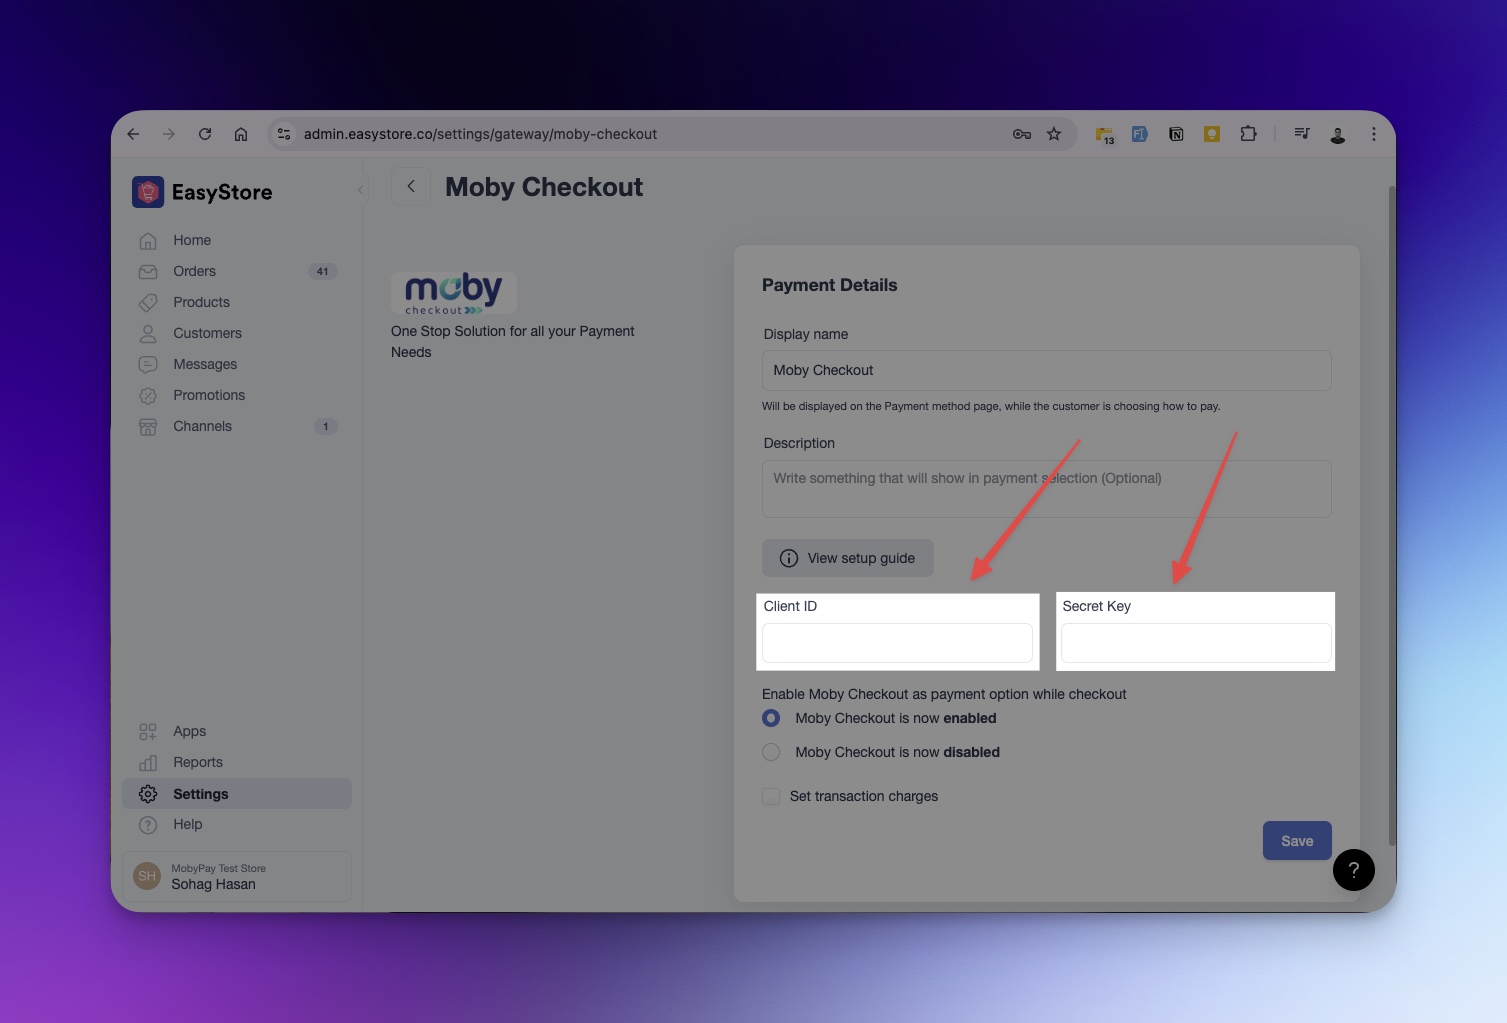 admin.easystore.co/settings/gateway/moby-checkout
13
EasyStore
Home
Orders 41
Products
Customers
Messages
Promotions
Channels 1
Apps
Reports
Settings
Help
SH
MobyPay Test Store
Sohag Hasan
Moby Checkout
moby
checkout
One Stop Solution for all your Payment
Needs
Payment Details
Display name
Moby Checkout
Will be displayed on the Payment method page, while the customer is choosing how to pay.
Description
Write something that will show in payment selection (Optional)
View setup guide
Client ID
Secret Key
Enable Moby Checkout as payment option while checkout
Moby Checkout is now enabled
Moby Checkout is now disabled
Set transaction charges
Save
?